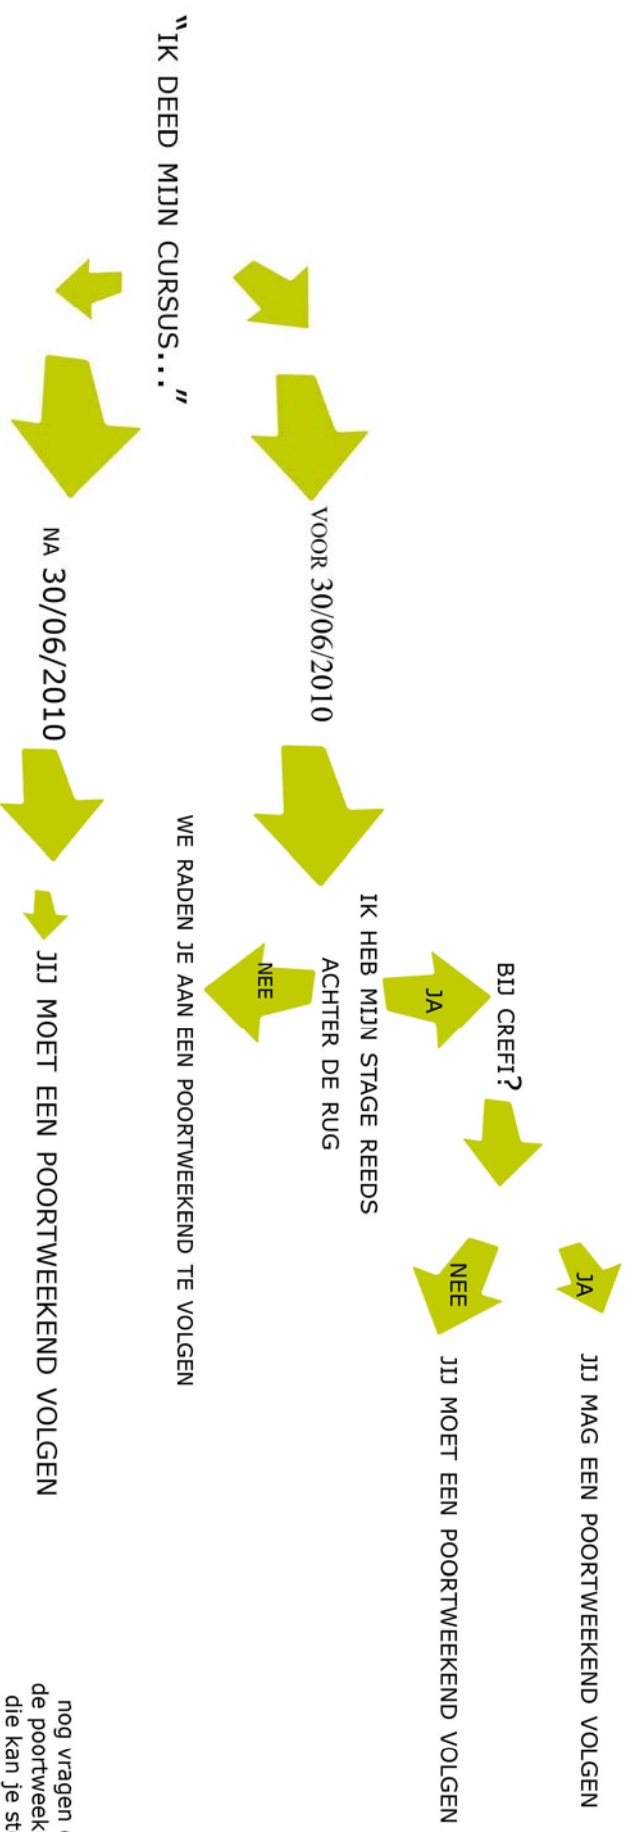 "IK DEED MIJN CURSUS..."
VOOR 30/06/2010
IK HEB MIJN STAGE REEDS
ACHTER DE RUG
JA
BIJ CREFI?
JA
JIJ MAG EEN POORTWEEKEND VOLGEN
NEE
JIJ MOET EEN POORTWEEKEND VOLGEN
NEE
WE RADEN JE AAN EEN POORTWEEKEND TE VOLGEN
NA 30/06/2010
JIJ MOET EEN POORTWEEKEND VOLGEN
nog vragen
de poortweek
die kan je st